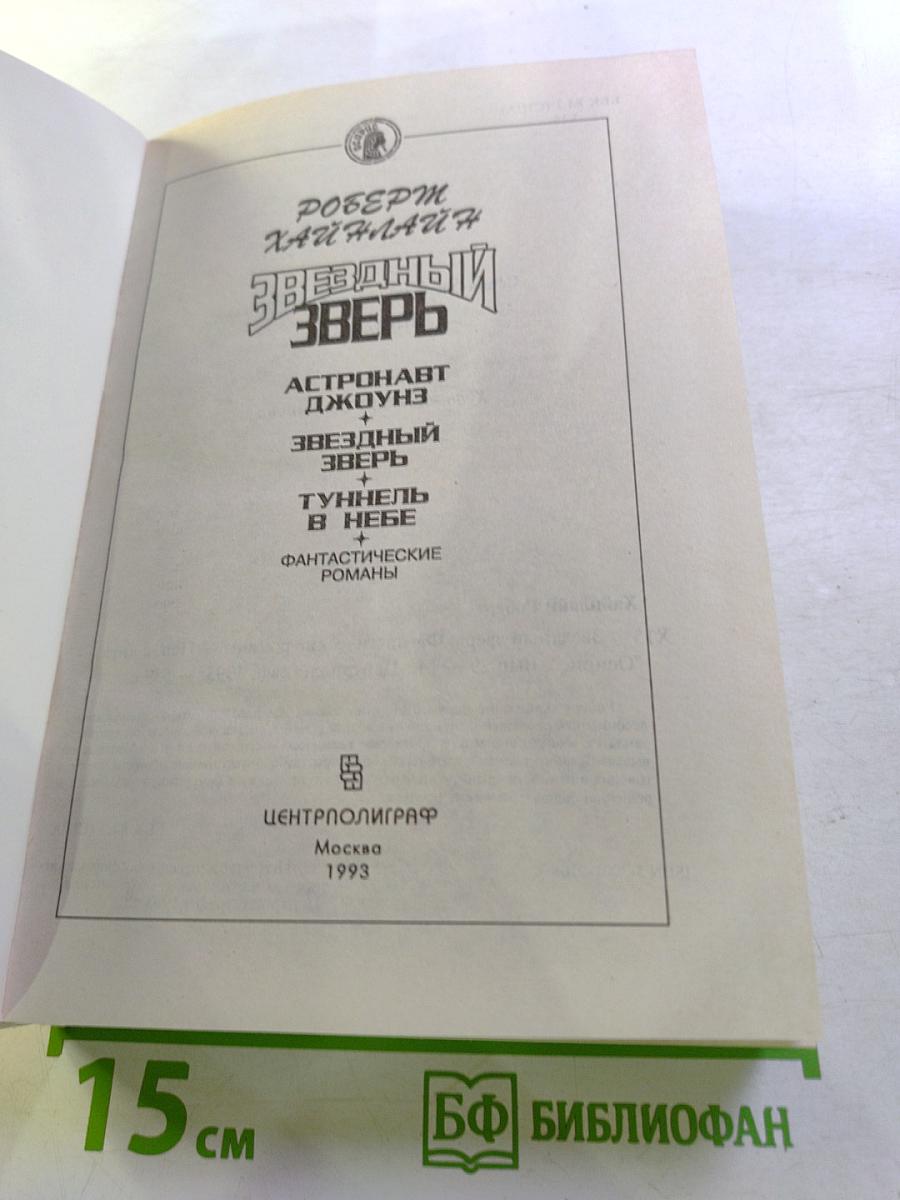 ОСИРИС
РОБЕРТ
ХАЙНЛАЙН
ЗВЕЗДНЫЙ
ЗВЕРЬ
АСТРОНАВТ
ДЖОУНЗ
ЗВЕЗДНЫЙ
ЗВЕРЬ
ТУННЕЛЬ
В НЕБЕ
ФАНТАСТИЧЕСКИЕ
РОМАНЫ
ЦЕНТРПОЛИГРАФ
Москва
1993
15 см
БФ БИБЛИОФАН